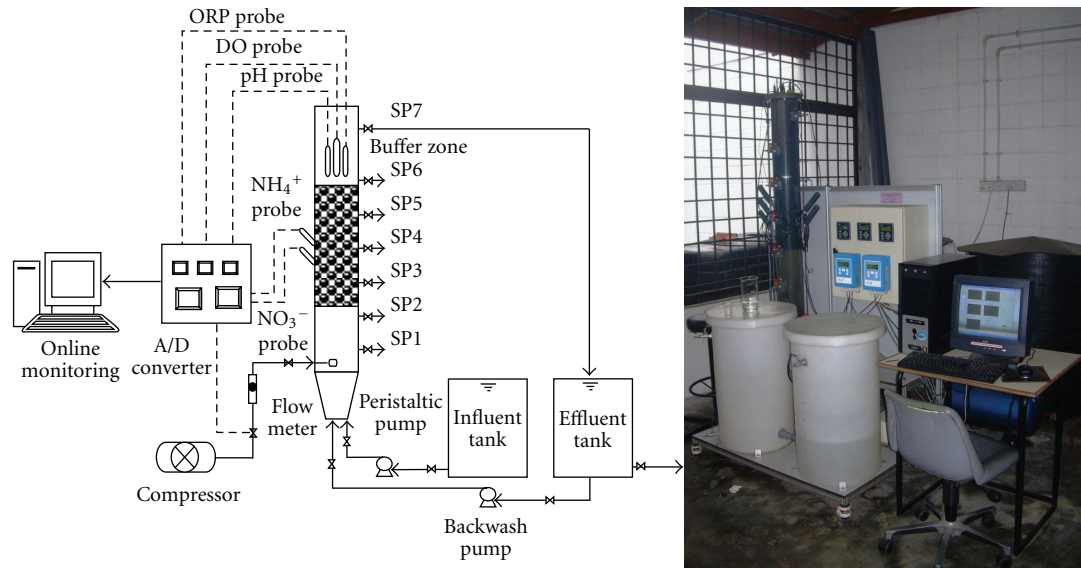 ORP probe
DO probe
pH probe
SP7
Buffer zone
SP6
NH4+
probe
SP5
SP4
SP3
SP2
NO3−
probe
SP1
Online
monitoring
A/D
converter
Flow
meter
Peristaltic
pump
Influent
tank
Effluent
tank
Compressor
Backwash
pump